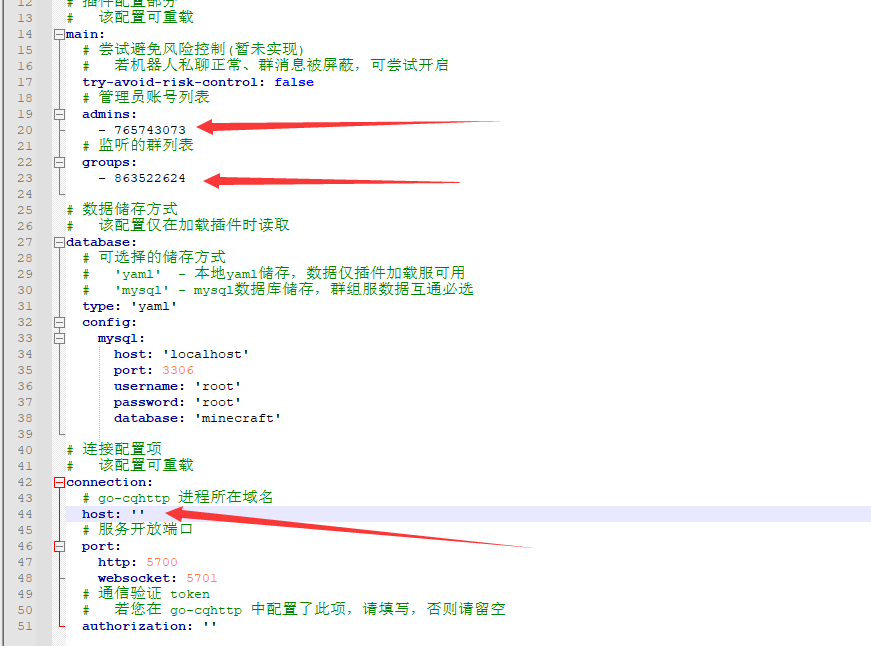 12 # 插件配置部分
13 #   该配置可重载
14 main:
15   # 尝试避免风险控制(暂未实现)
16   #   若机器人私聊正常、群消息被屏蔽, 可尝试开启
17   try-avoid-risk-control: false
18   # 管理员账号列表
19   admins:
20     - 765743073
21   # 监听的群列表
22   groups:
23     - 863522624
24
25 # 数据储存方式
26 #   该配置仅在加载插件时读取
27 database:
28   # 可选择的储存方式
29   #   'yaml'  - 本地yaml储存, 数据仅插件加载服可用
30   #   'mysql' - mysql数据库储存, 群组服数据互通必选
31   type: 'yaml'
32   config:
33     mysql:
34       host: 'localhost'
35       port: 3306
36       username: 'root'
37       password: 'root'
38       database: 'minecraft'
39
40 # 连接配置项
41 #   该配置可重载
42 connection:
43   # go-cqhttp 进程所在域名
44   host: ''
45   # 服务开放端口
46   port:
47     http: 5700
48     websocket: 5701
49   # 通信验证 token
50   #   若您在 go-cqhttp 中配置了此项, 请填写, 否则请留空
51   authorization: ''